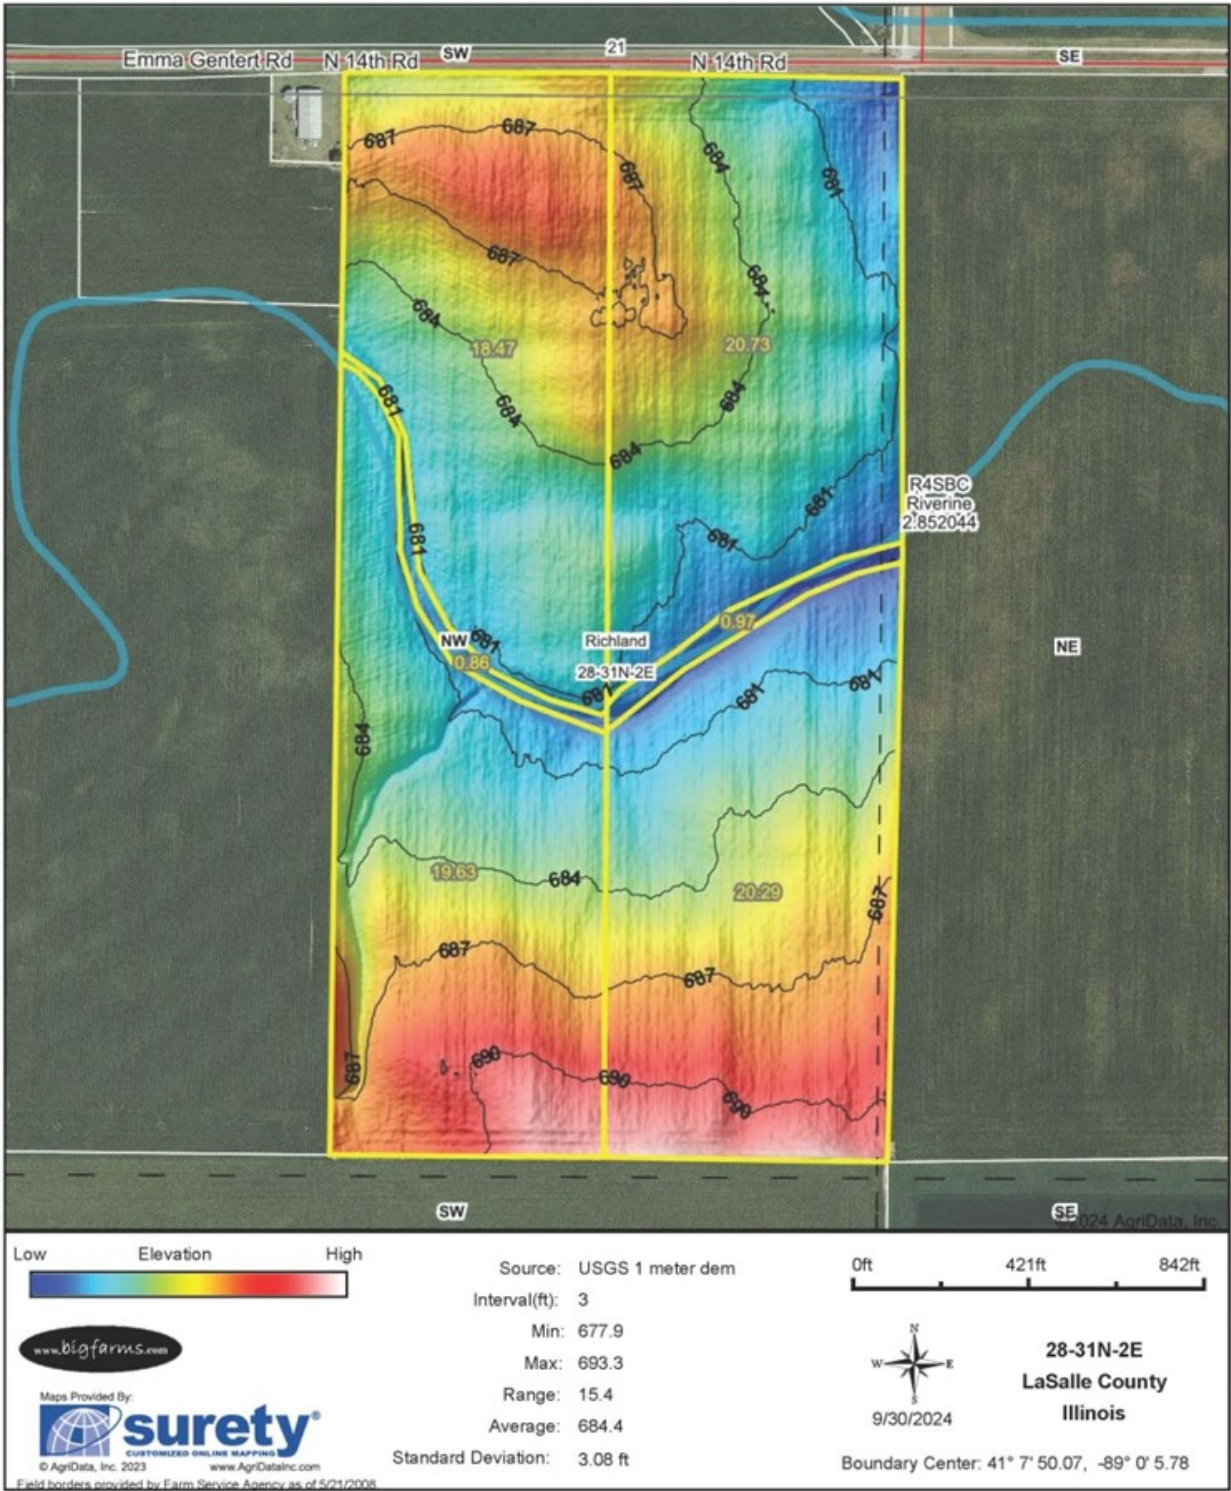 Emma Gentert Rd N 14th Rd SW 21 N 14th Rd SE
687 687
684
687
681
687
684
684
18.47 20.73
681
684 684
684
681
681
681
R4SBC
Riverine
2.852044
0.97
NW 681 Richland NE
0.86 28-31N-2E
681
681 681
684
19.63 684 20.29
687
687 687
687
690 690 690
SW SE
©2024 AgriData, Inc.
Low Elevation High
Source: USGS 1 meter dem
Interval(ft): 3
Min: 677.9
Max: 693.3
Range: 15.4
Average: 684.4
Standard Deviation: 3.08 ft
0ft 421ft 842ft
www.bigfarms.com
Maps Provided By:
surety®
CUSTOMIZED ONLINE MAPPING
© AgriData, Inc. 2023 www.AgriDataInc.com
Field borders provided by Farm Service Agency as of 5/21/2008.
N
W E
S
9/30/2024
28-31N-2E
LaSalle County
Illinois
Boundary Center: 41° 7' 50.07, -89° 0' 5.78